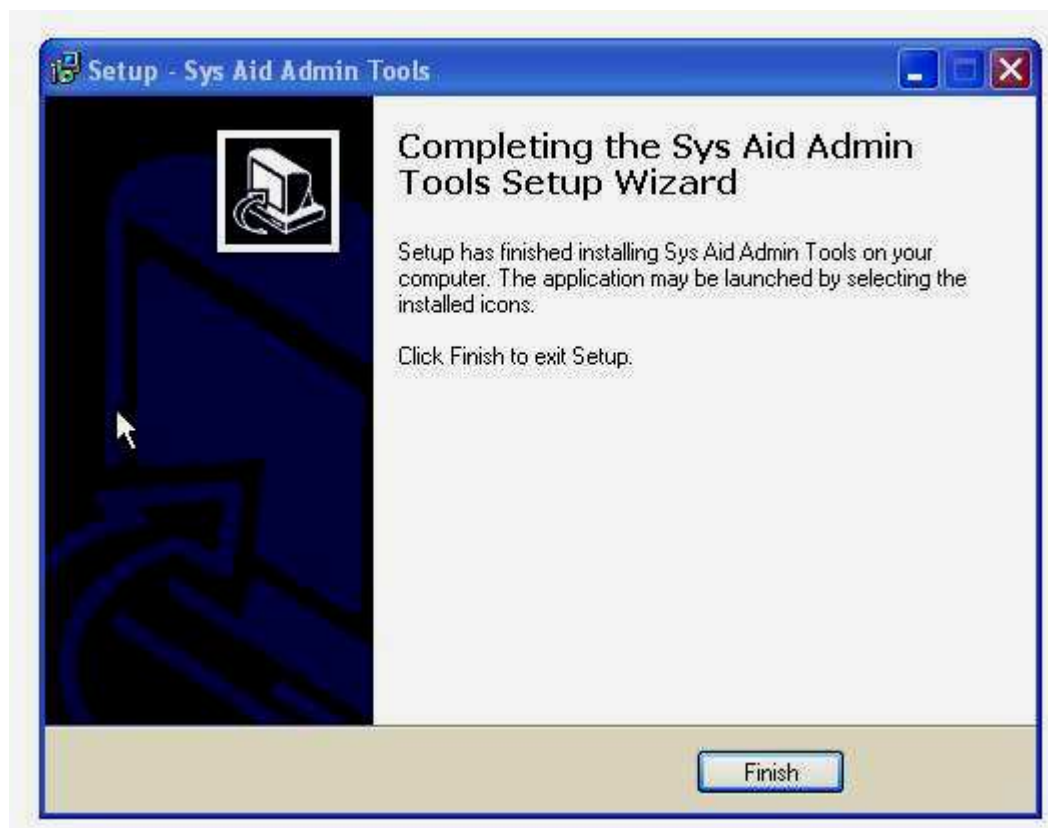 Setup - Sys Aid Admin Tools
Completing the Sys Aid Admin
Tools Setup Wizard
Setup has finished installing Sys Aid Admin Tools on your
computer. The application may be launched by selecting the
installed icons.
Click Finish to exit Setup.
Finish